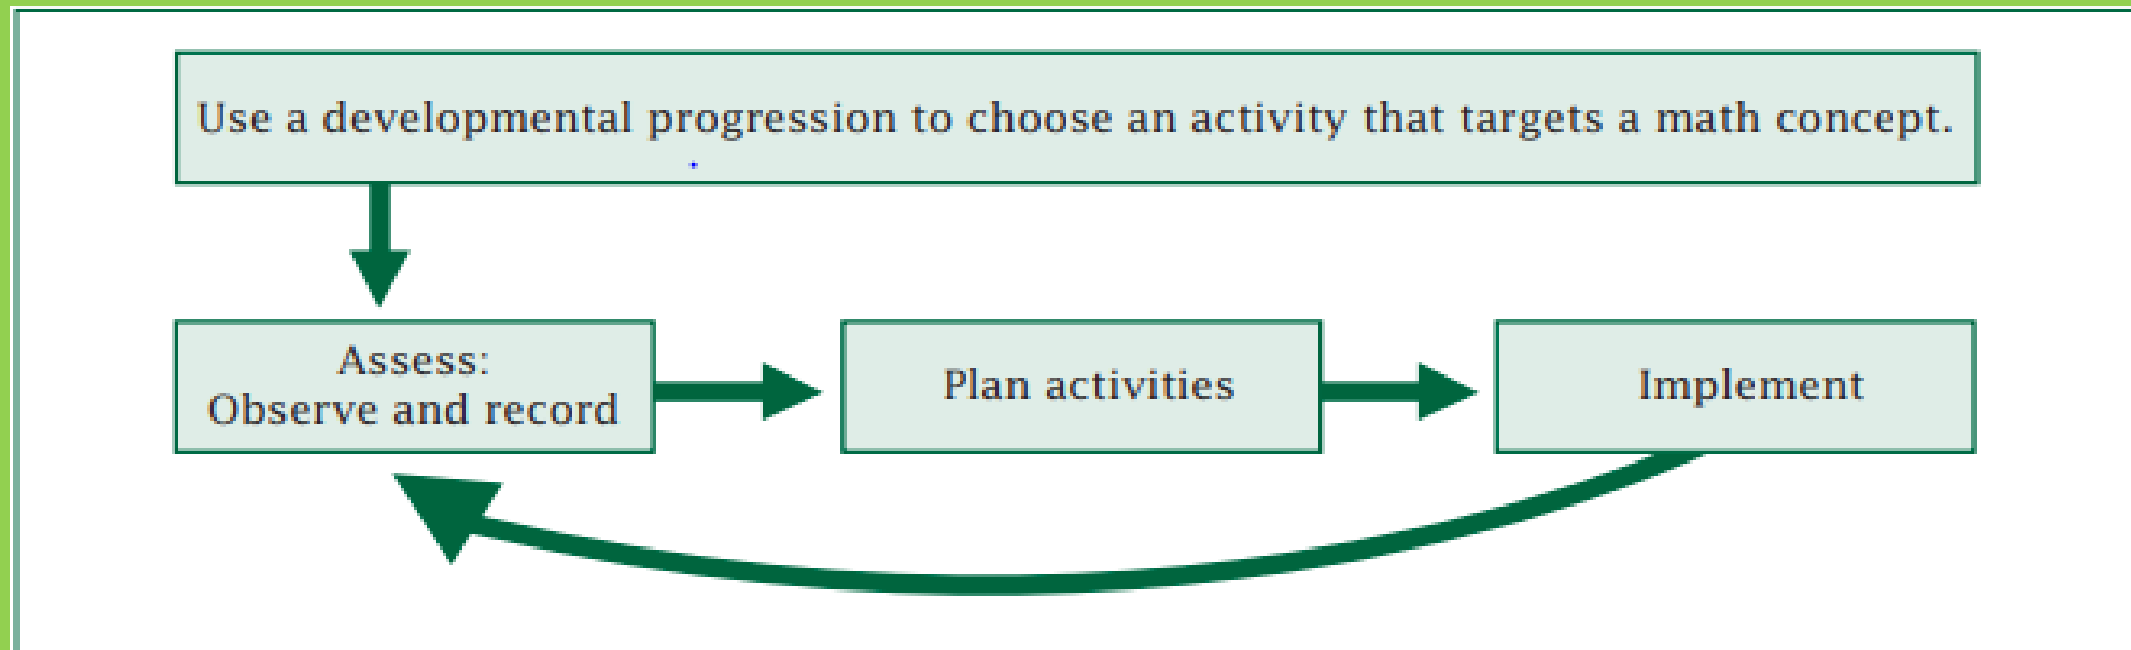 Use a developmental progression to choose an activity that targets a math concept.
Assess:
Observe and record
Plan activities
Implement